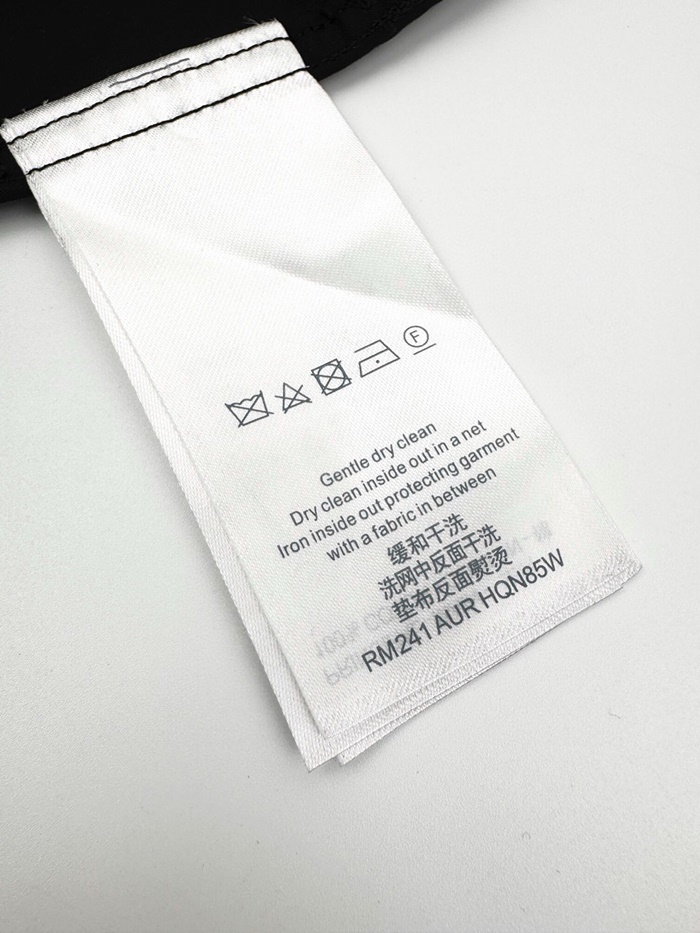 F
Gentle dry clean
Dry clean inside out in a net
Iron inside out protecting garment
with a fabric in between
缓和干洗
洗网中反面干洗
垫布反面熨烫
RM241 AUR HQN85W